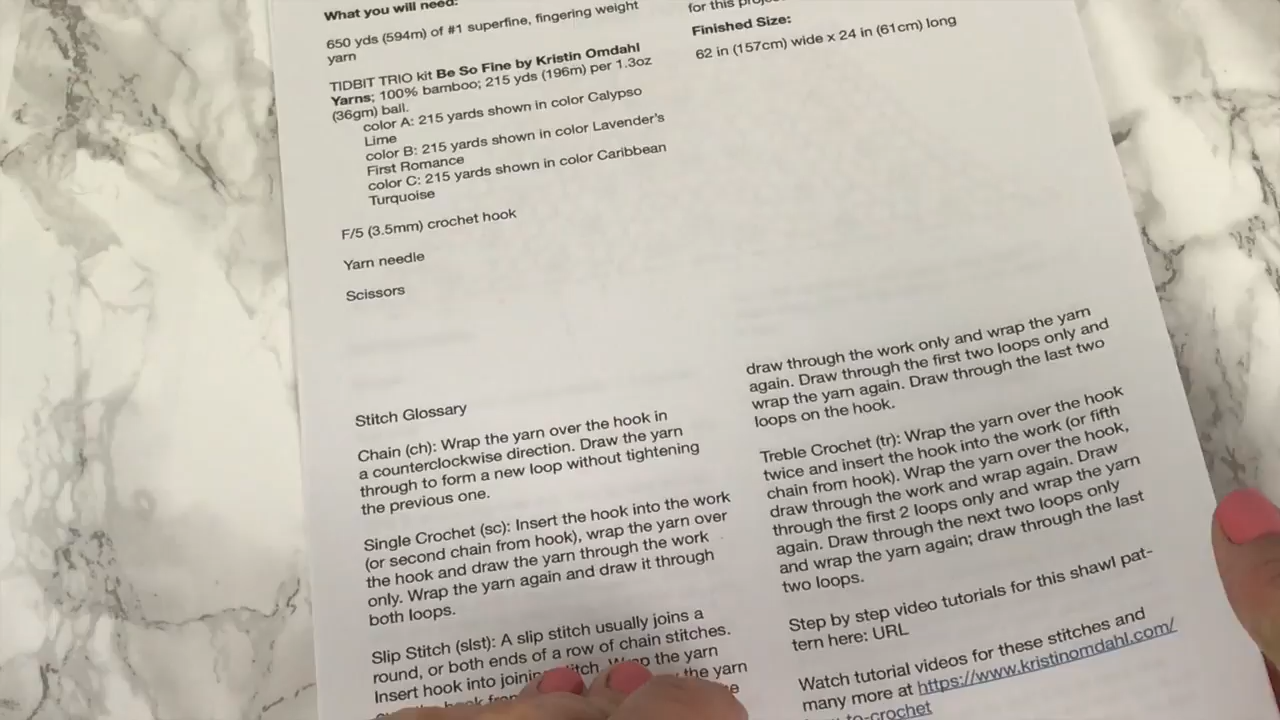 What you will need:
650 yds (594m) of #1 superfine, fingering weight
yarn
TIDBIT TRIO kit Be So Fine by Kristin Omdahl
Yarns; 100% bamboo; 215 yds (196m) per 1.3oz
(36gm) ball.
color A: 215 yards shown in color Calypso
Lime
color B: 215 yards shown in color Lavender's
First Romance
color C: 215 yards shown in color Caribbean
Turquoise
F/5 (3.5mm) crochet hook
Yarn needle
Scissors
for this
Finished Size:
62 in (157cm) wide x 24 in (61cm) long
Stitch Glossary
Chain (ch): Wrap the yarn over the hook in
a counterclockwise direction. Draw the yarn
through to form a new loop without tightening
the previous one.
Single Crochet (sc): Insert the hook into the work
(or second chain from hook), wrap the yarn over
the hook and draw the yarn through the work
only. Wrap the yarn again and draw it through
both loops.
Slip Stitch (slst): A slip stitch usually joins a
round, or both ends of a row of chain stitches.
Insert hook into the yarn
the yarn
draw through the work only and wrap the yarn
again. Draw through the first two loops only and
wrap the yarn again. Draw through the last two
loops on the hook.
Treble Crochet (tr): Wrap the yarn over the hook
twice and insert the hook into the work (or fifth
chain from hook). Wrap the yarn over the hook,
draw through the work and wrap again. Draw
through the first 2 loops only and wrap the yarn
again. Draw through the next two loops only
and wrap the yarn again; draw through the last
two loops.
Step by step video tutorials for this shawl pat-
tern here: URL
Watch tutorial videos for these stitches and
many more at https://www.kristinomdahl.com/
to-crochet